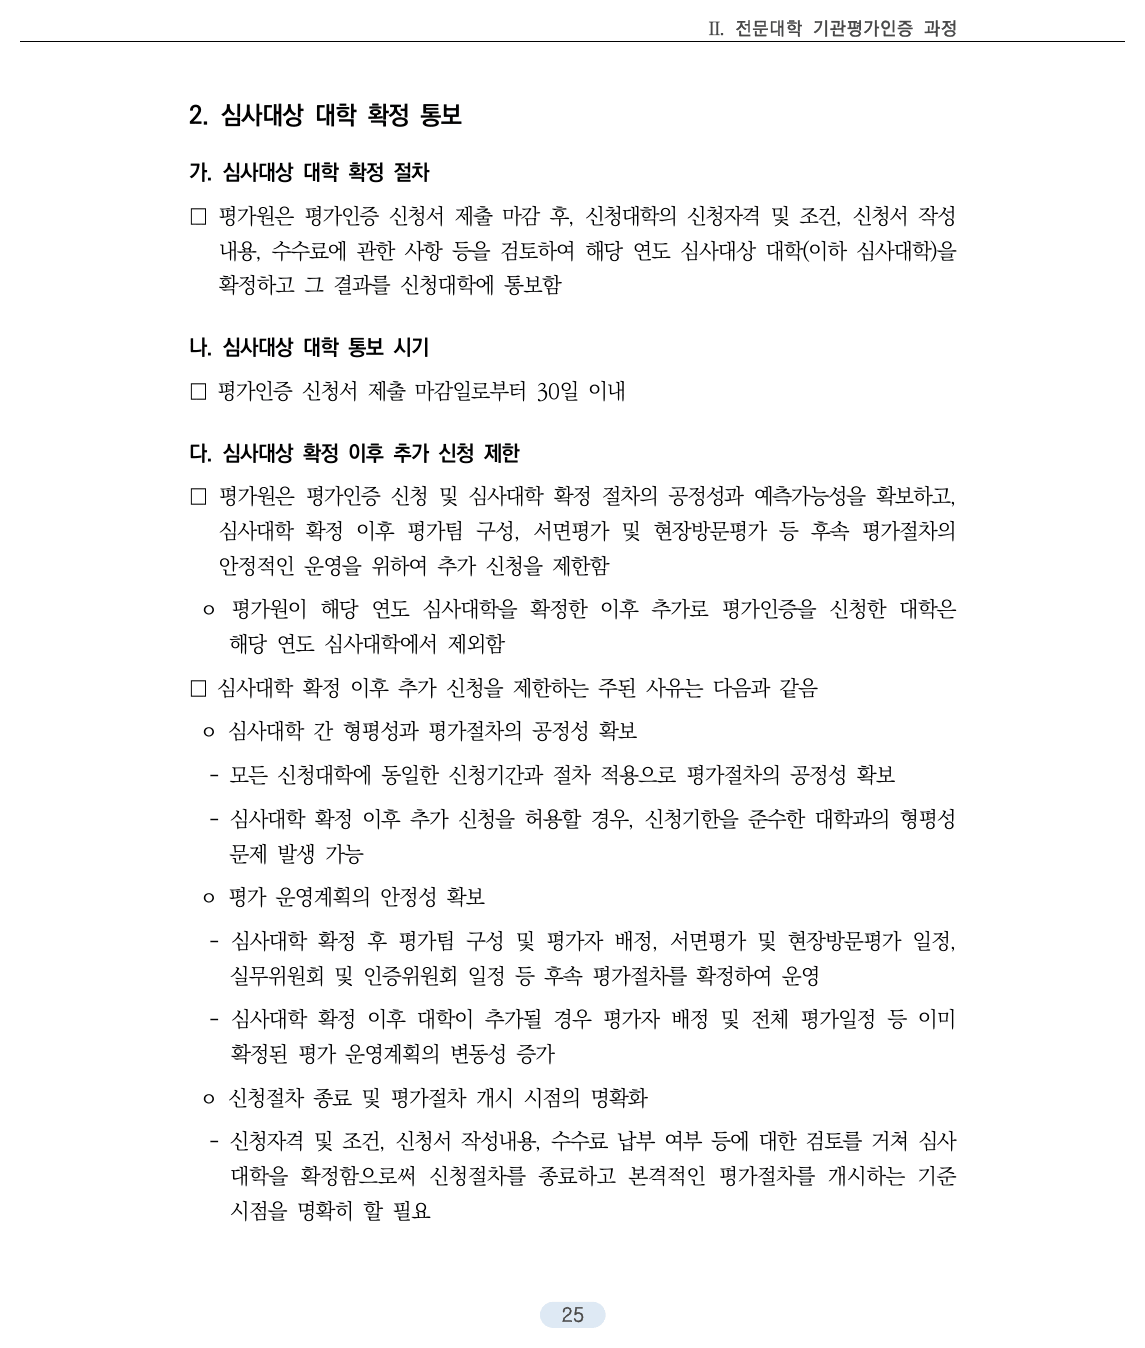 Ⅱ. 전문대학 기관평가인증 과정
2. 심사대상 대학 확정 통보
가. 심사대상 대학 확정 절차
□ 평가원은 평가인증 신청서 제출 마감 후, 신청대학의 신청자격 및 조건, 신청서 작성
내용, 수수료에 관한 사항 등을 검토하여 해당 연도 심사대상 대학(이하 심사대학)을
확정하고 그 결과를 신청대학에 통보함
나. 심사대상 대학 통보 시기
□ 평가인증 신청서 제출 마감일로부터 30일 이내
다. 심사대상 확정 이후 추가 신청 제한
□ 평가원은 평가인증 신청 및 심사대학 확정 절차의 공정성과 예측가능성을 확보하고,
심사대학 확정 이후 평가팀 구성, 서면평가 및 현장방문평가 등 후속 평가절차의
안정적인 운영을 위하여 추가 신청을 제한함
ㅇ 평가원이 해당 연도 심사대학을 확정한 이후 추가로 평가인증을 신청한 대학은
해당 연도 심사대학에서 제외함
□ 심사대학 확정 이후 추가 신청을 제한하는 주된 사유는 다음과 같음
ㅇ 심사대학 간 형평성과 평가절차의 공정성 확보
- 모든 신청대학에 동일한 신청기간과 절차 적용으로 평가절차의 공정성 확보
- 심사대학 확정 이후 추가 신청을 허용할 경우, 신청기한을 준수한 대학과의 형평성
문제 발생 가능
ㅇ 평가 운영계획의 안정성 확보
- 심사대학 확정 후 평가팀 구성 및 평가자 배정, 서면평가 및 현장방문평가 일정,
실무위원회 및 인증위원회 일정 등 후속 평가절차를 확정하여 운영
- 심사대학 확정 이후 대학이 추가될 경우 평가자 배정 및 전체 평가일정 등 이미
확정된 평가 운영계획의 변동성 증가
ㅇ 신청절차 종료 및 평가절차 개시 시점의 명확화
- 신청자격 및 조건, 신청서 작성내용, 수수료 납부 여부 등에 대한 검토를 거쳐 심사
대학을 확정함으로써 신청절차를 종료하고 본격적인 평가절차를 개시하는 기준
시점을 명확히 할 필요
25